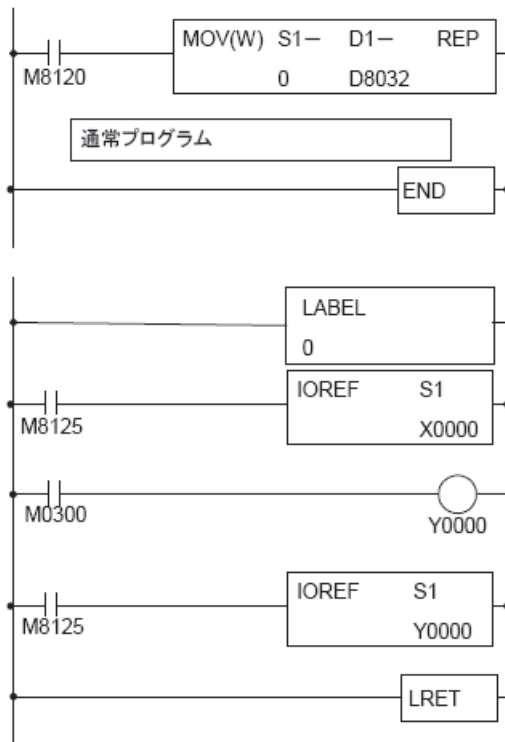 MOV(W) S1－ D1－ REP
M8120 0 D8032
通常プログラム
END
LABEL
0
IOREF S1
M8125 X0000
M0300 Y0000
IOREF S1
M8125 Y0000
LRET